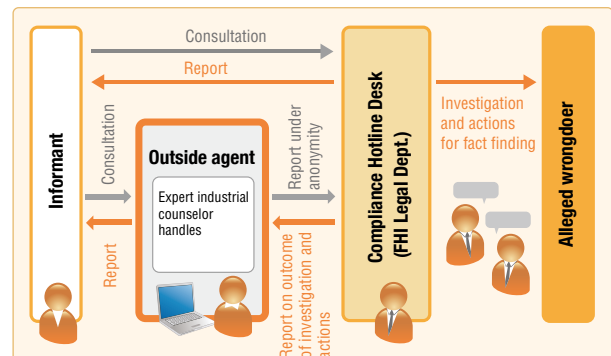 Consultation
Report
Informant
Consultation
Report
Outside agent
Expert industrial
counselor
handles
Report under
anonymity
Report on outcome
of investigation and
actions
Compliance Hotline Desk
(FHI Legal Dept.)
Investigation
and actions
for fact finding
Alleged wrongdoer